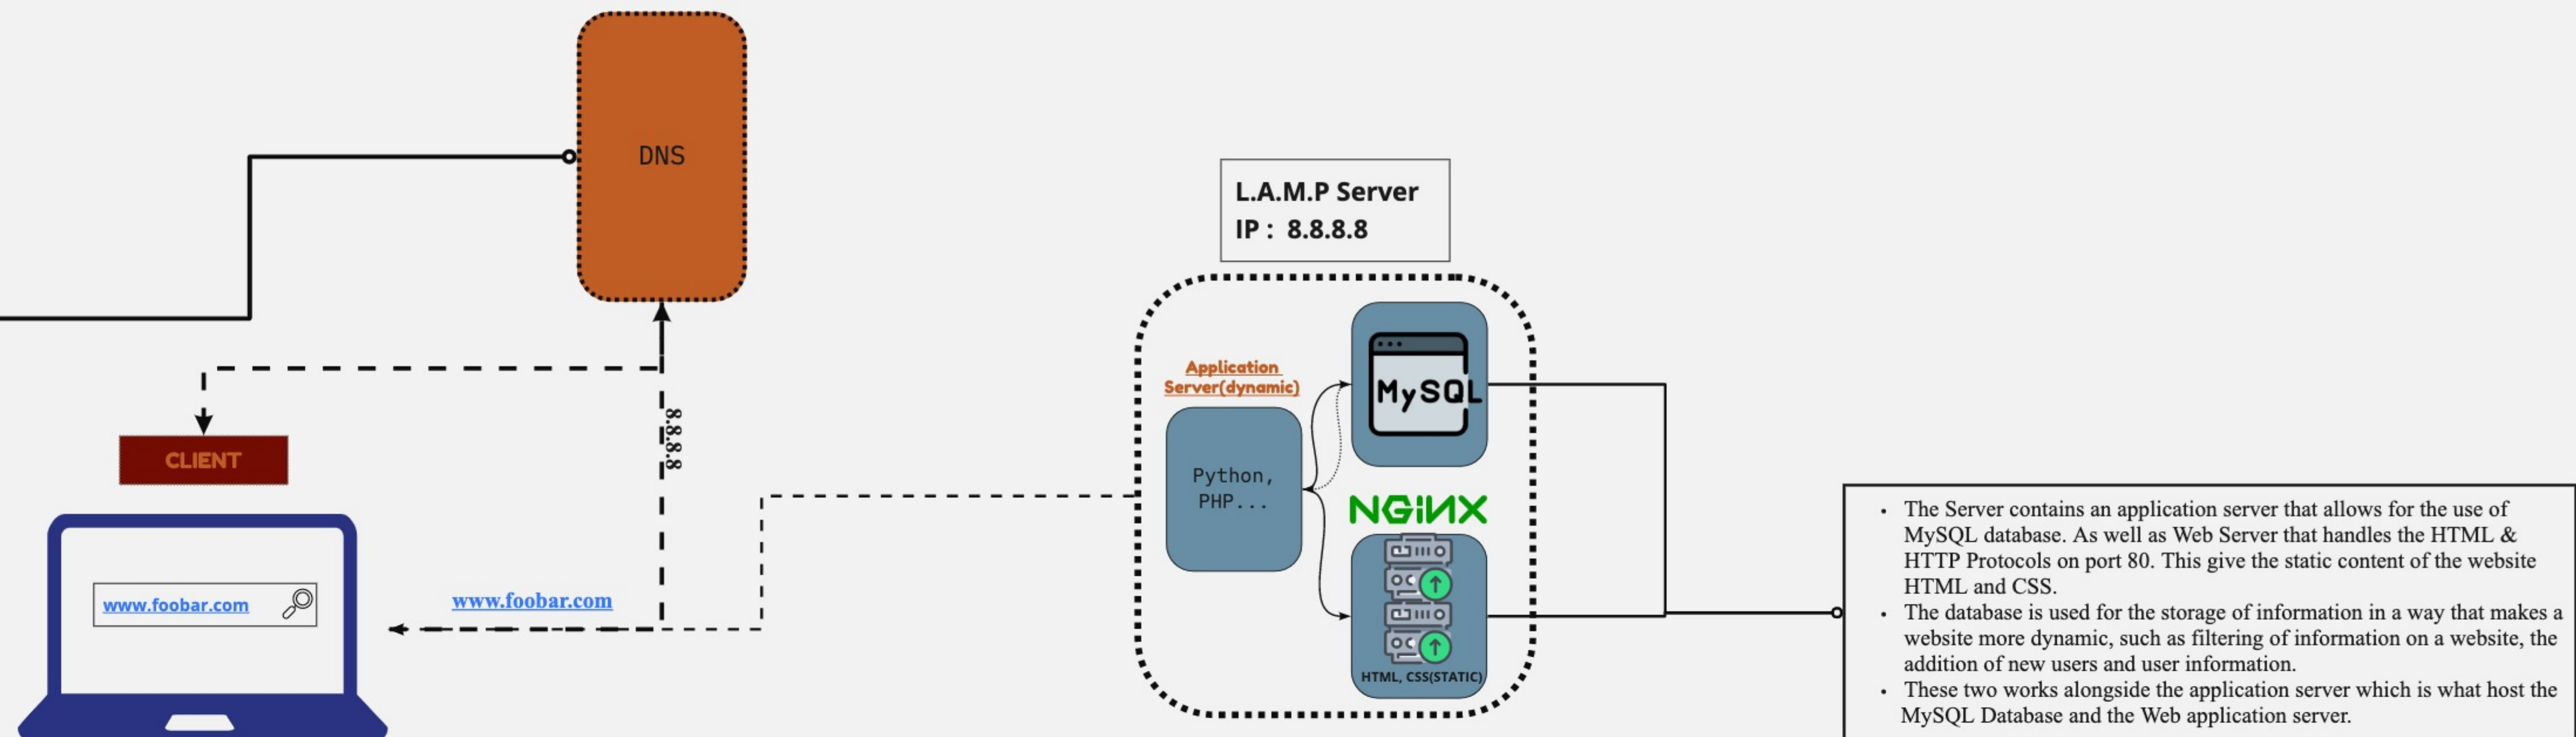 DNS
L.A.M.P Server
IP : 8.8.8.8
Application
Server(dynamic)
MySQL
Python,
PHP...
NGiNX
HTML, CSS(STATIC)
8.8.8.8
CLIENT
www.foobar.com
www.foobar.com
• The Server contains an application server that allows for the use of
MySQL database. As well as Web Server that handles the HTML &
HTTP Protocols on port 80. This give the static content of the website
HTML and CSS.
• The database is used for the storage of information in a way that makes a
website more dynamic, such as filtering of information on a website, the
addition of new users and user information.
• These two works alongside the application server which is what host the
MySQL Database and the Web application server.